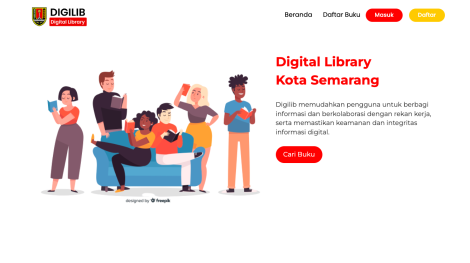 DIGILIB
Digital Library
Beranda
Daftar Buku
Masuk
Daftar
Digital Library
Kota Semarang
Digilib memudahkan pengguna untuk berbagi
informasi dan berkolaborasi dengan rekan kerja,
serta memastikan keamanan dan integritas
informasi digital.
Cari Buku
designed by freepik